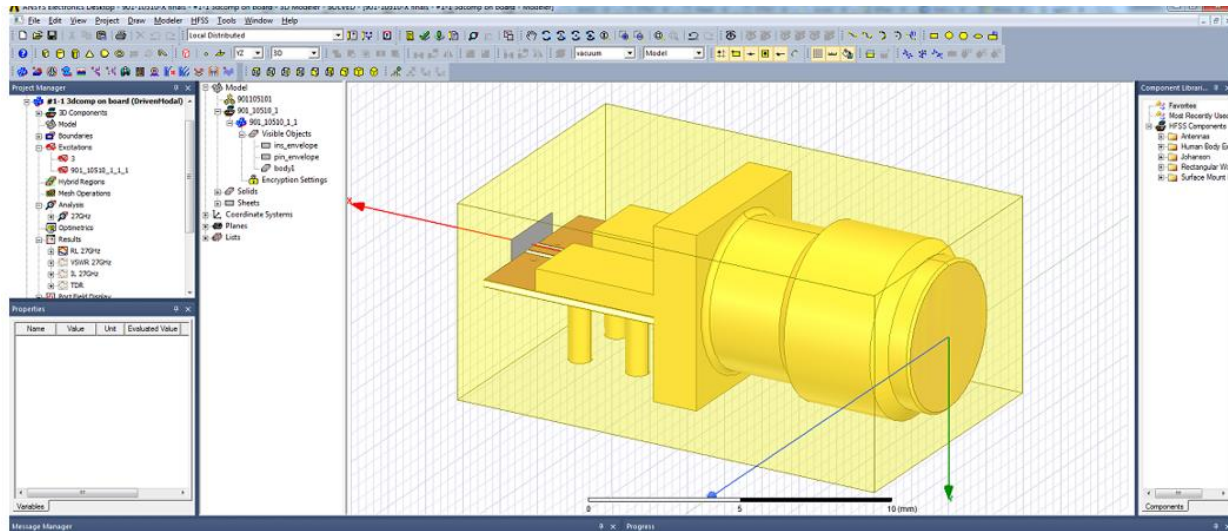 ANSYS Electronics Desktop - 901-10510-X finals - #1-1 3dcomp on board - 3D Modeler - SOLVED - [901-10510-X finals - #1-1 3dcomp on board - Modeler]
File Edit View Project Draw Modeler HFSS Tools Window Help
Local Distributed
YZ 3D vacuum Model
Project Manager
#1-1 3dcomp on board (DrivenModal)
3D Components
Model
Boundaries
Excitations
3
901_10510_1_1_1
Hybrid Regions
Mesh Operations
Analysis
27GHz
Optimetrics
Results
RL 27GHz
VSWR 27GHz
IL 27GHz
TDR
Port Field Display
Properties
Name Value Unit Evaluated Value
Variables
Model
901105101
901_10510_1
901_10510_1_1
Visible Objects
ins_envelope
pin_envelope
body1
Encryption Settings
Solids
Sheets
Coordinate Systems
Planes
Lists
X
0 5 10 (mm)
Component Librari...
Favorites
Most Recently Used
HFSS Components
Antennas
Human Body
Johanson
Rectangular
Surface Mount
Components
Message Manager
Progress